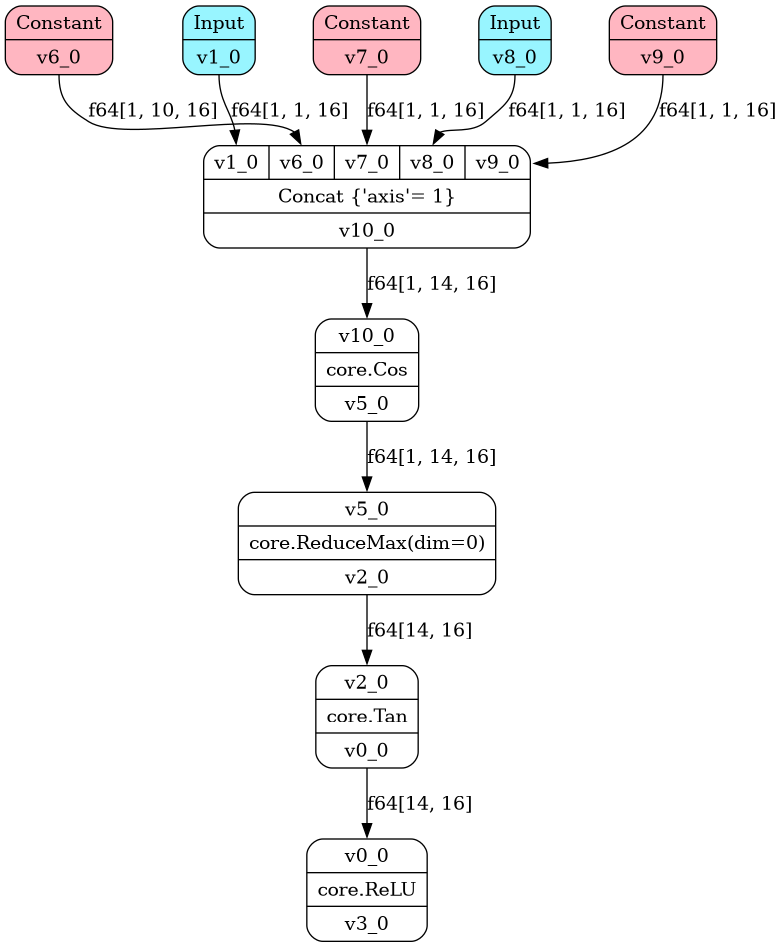 Constant
v6_0
Input
v1_0
Constant
v7_0
Input
v8_0
Constant
v9_0
f64[1, 10, 16]
f64[1, 1, 16]
f64[1, 1, 16]
f64[1, 1, 16]
f64[1, 1, 16]
v1_0 v6_0 v7_0 v8_0 v9_0
Concat {'axis'= 1}
v10_0
f64[1, 14, 16]
v10_0
core.Cos
v5_0
f64[1, 14, 16]
v5_0
core.ReduceMax(dim=0)
v2_0
f64[14, 16]
v2_0
core.Tan
v0_0
f64[14, 16]
v0_0
core.ReLU
v3_0